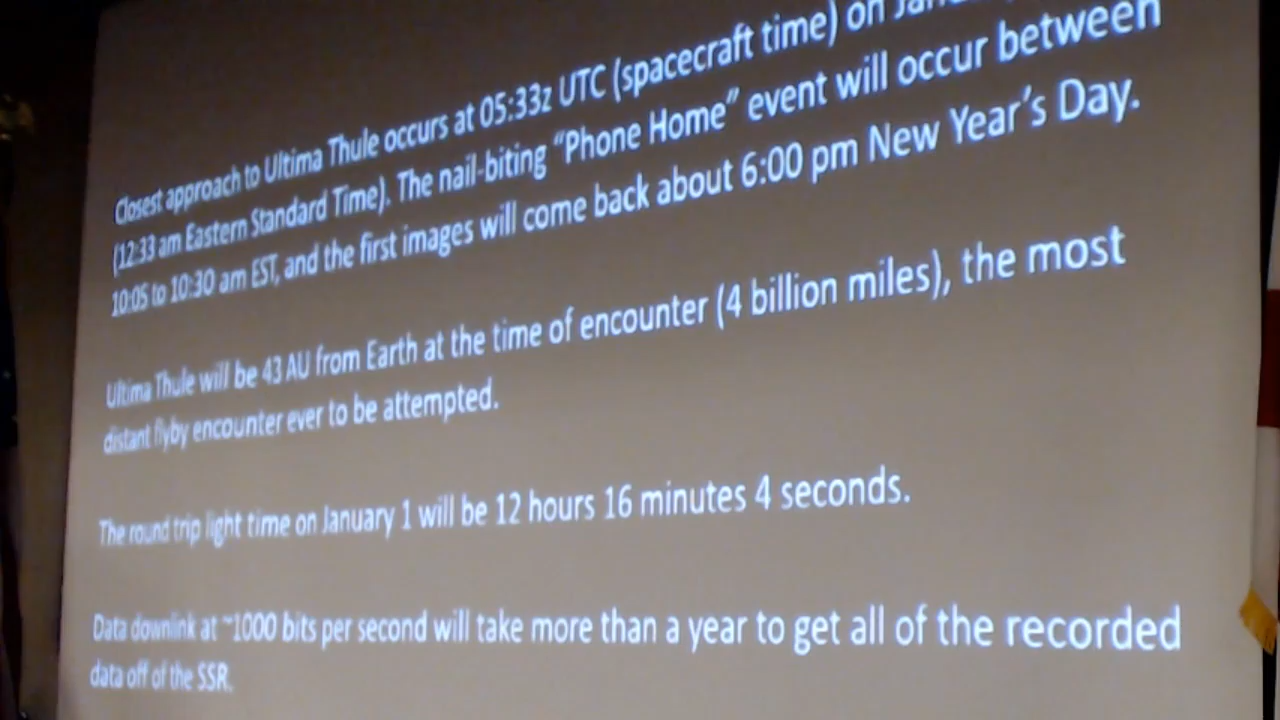 Closest approach to Ultima Thule occurs at 05:33z UTC (spacecraft time) on
(12:33 am Eastern Standard Time). The nail-biting “Phone Home” event will occur between
10:05 to 10:30 am EST, and the first images will come back about 6:00 pm New Year’s Day.
Ultima Thule will be 43 AU from Earth at the time of encounter (4 billion miles), the most
distant flyby encounter ever to be attempted.
The round trip light time on January 1 will be 12 hours 16 minutes 4 seconds.
Data downlink at ~1000 bits per second will take more than a year to get all of the recorded
data off of the SSR.